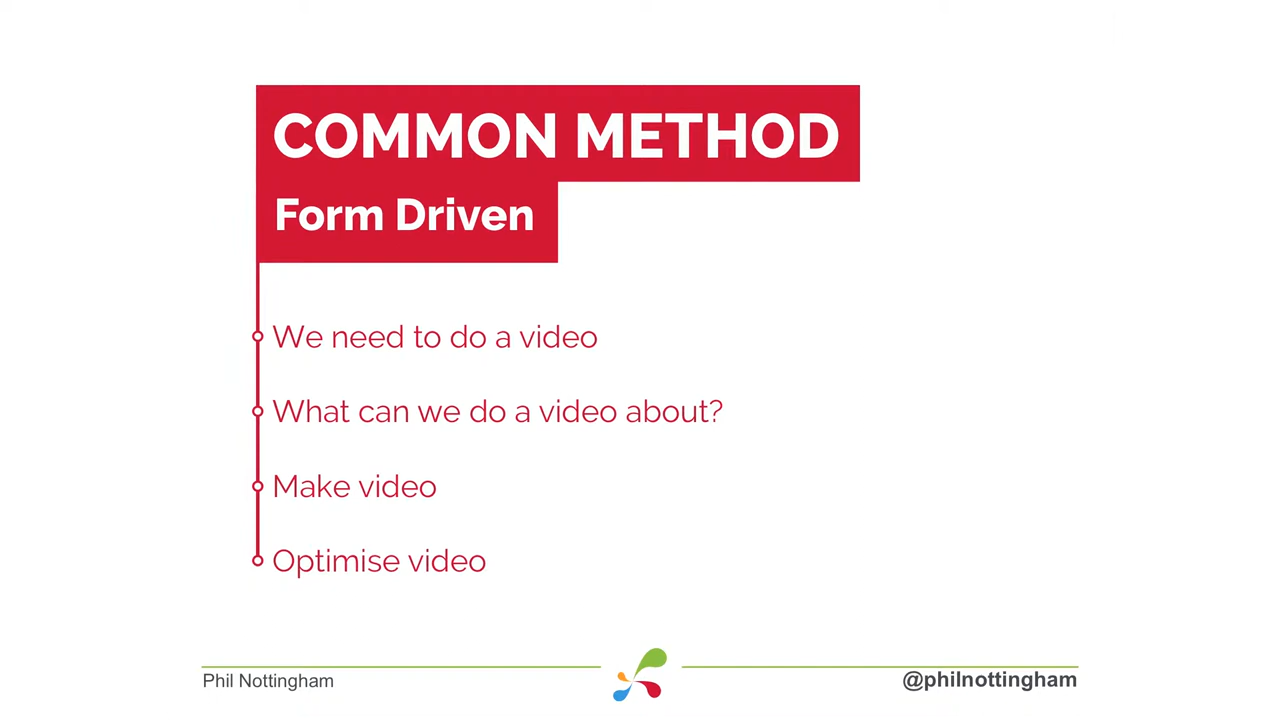 COMMON METHOD
Form Driven
We need to do a video
What can we do a video about?
Make video
Optimise video
Phil Nottingham
@philnottingham